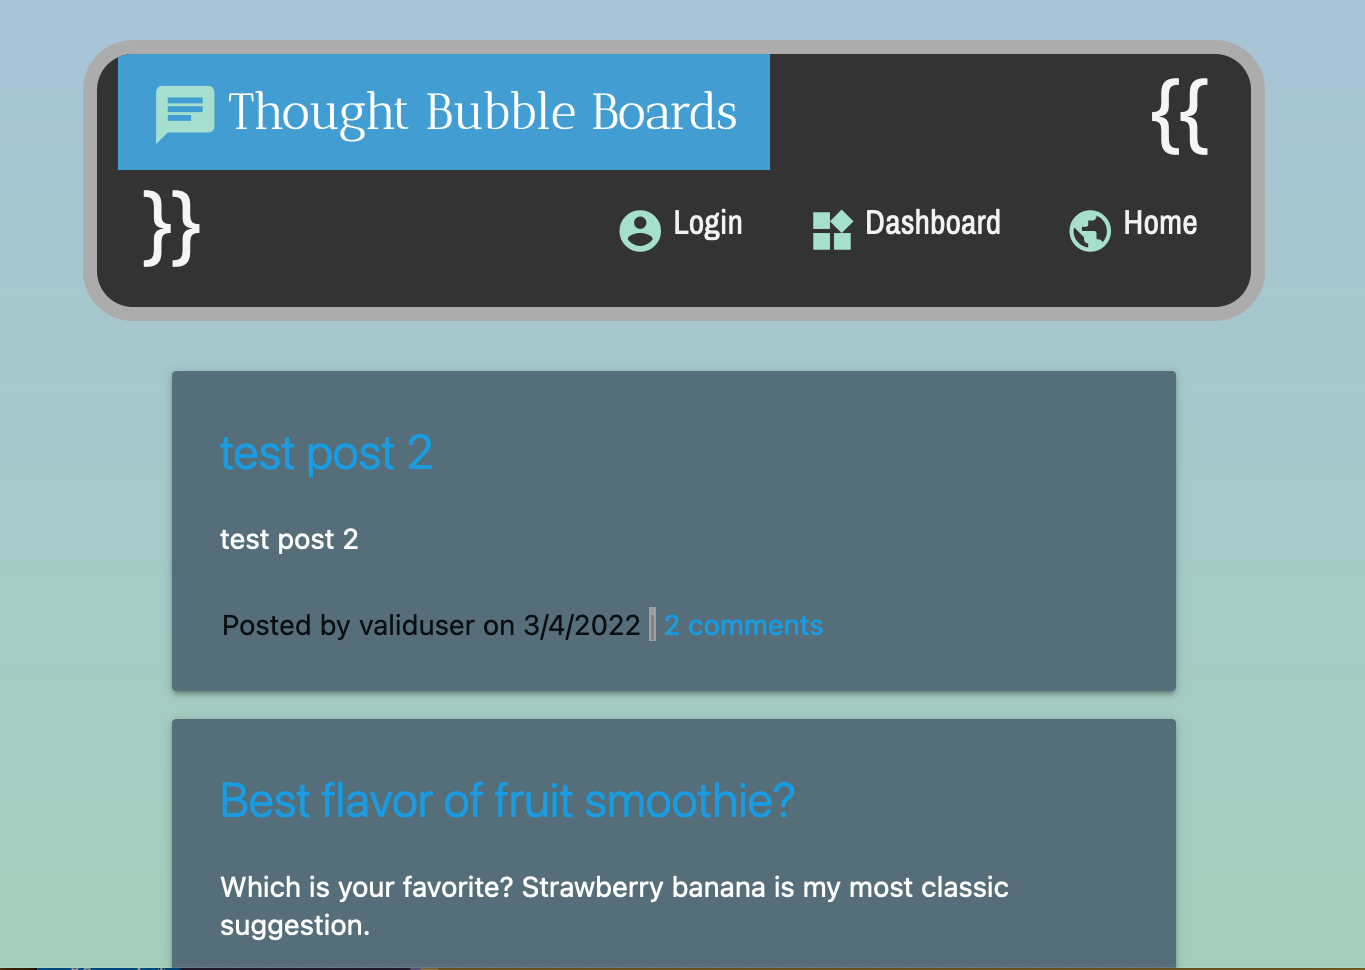 Thought Bubble Boards {{
}} Login Dashboard Home
test post 2
test post 2
Posted by validuser on 3/4/2022 | 2 comments
Best flavor of fruit smoothie?
Which is your favorite? Strawberry banana is my most classic
suggestion.